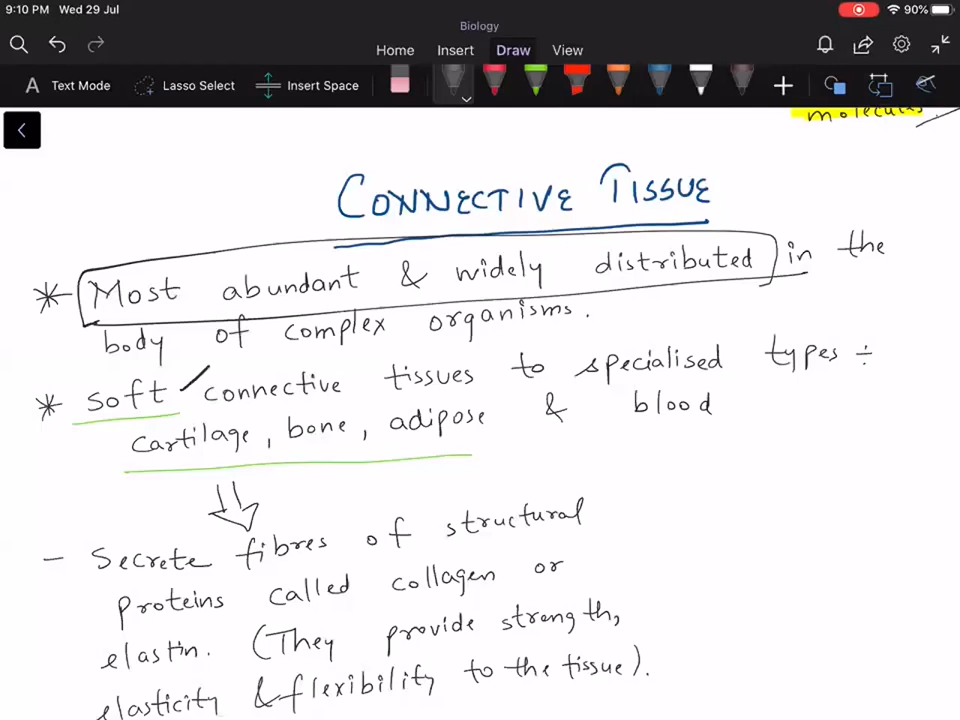 9:10 PM Wed 29 Jul
90%
Biology
Home Insert Draw View
Text Mode Lasso Select Insert Space
molecules
CONNECTIVE TISSUE
* Most abundant & widely distributed in the
body of complex organisms.
* Soft connective tissues to specialised types ÷
cartilage, bone, adipose & blood
- Secrete fibres of structural
proteins called collagen or
elastin. (They provide strength,
elasticity & flexibility to the tissue).